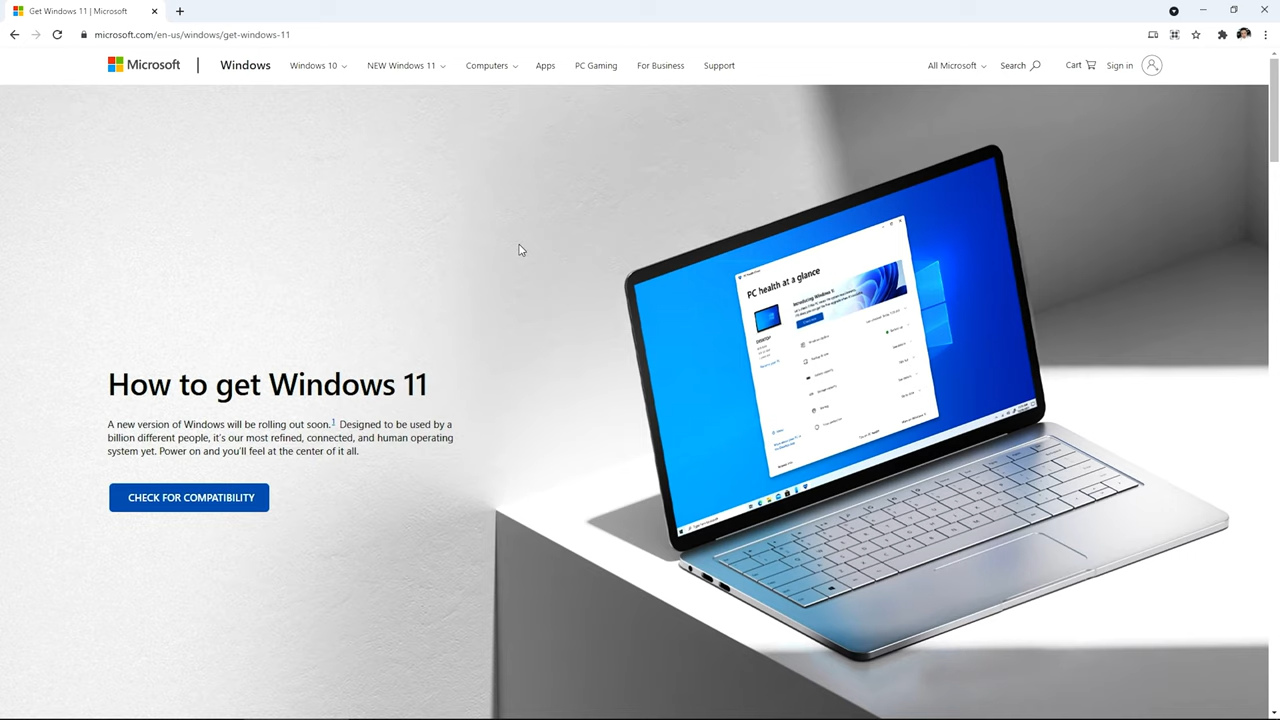 Get Windows 11 | Microsoft
microsoft.com/en-us/windows/get-windows-11
Microsoft
Windows
Windows 10
NEW Windows 11
Computers
Apps
PC Gaming
For Business
Support
All Microsoft
Search
Cart
Sign in
How to get Windows 11
A new version of Windows will be rolling out soon.1 Designed to be used by a
billion different people, it's our most refined, connected, and human operating
system yet. Power on and you'll feel at the center of it all.
CHECK FOR COMPATIBILITY
PC health at a glance
Introducing Windows 11